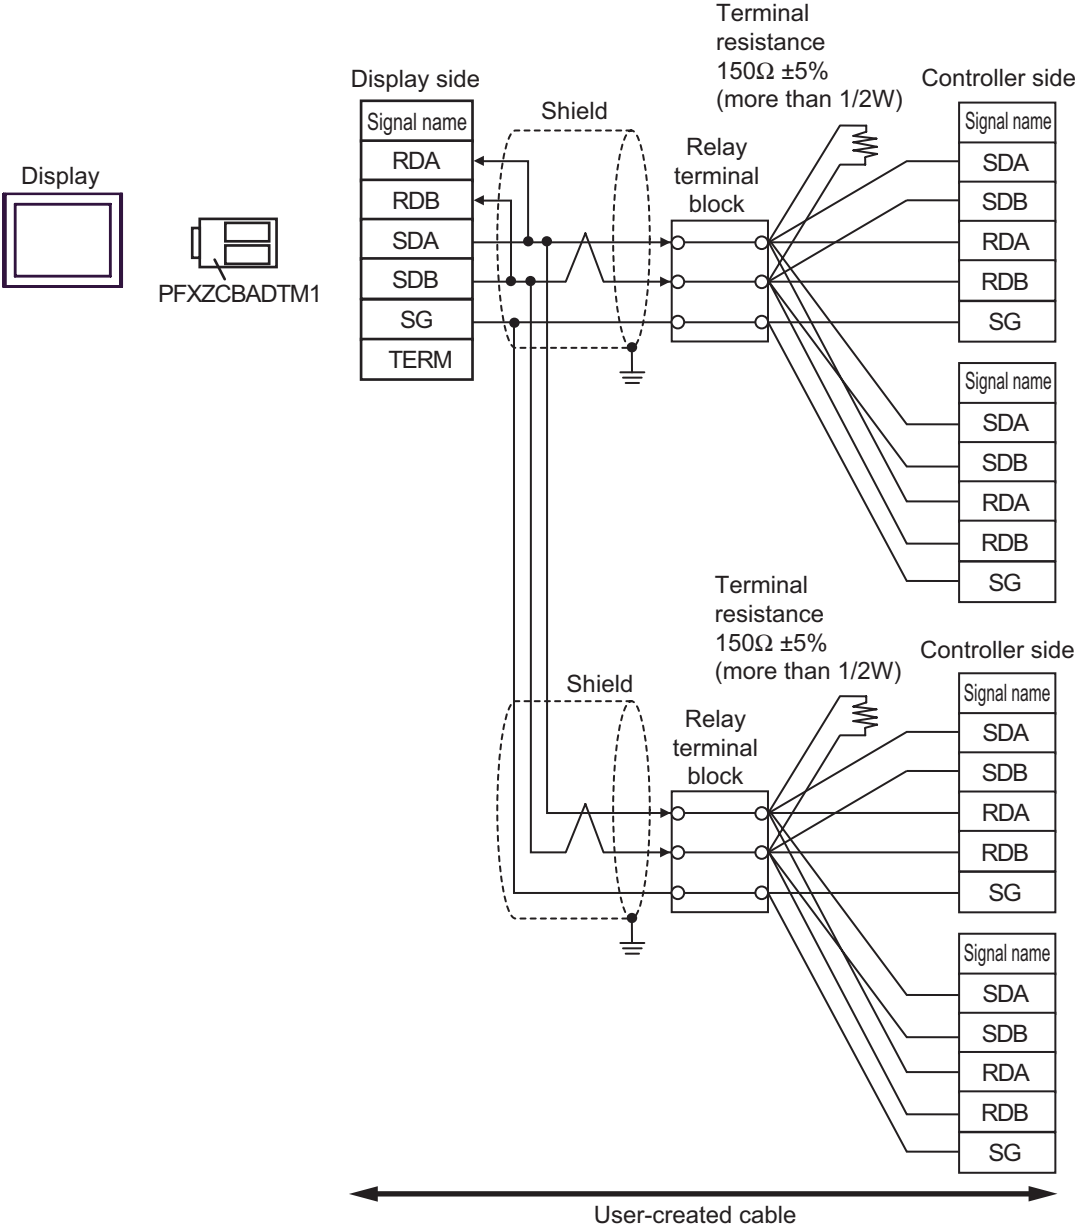 Terminal
resistance
150Ω ±5%
(more than 1/2W)
Display side
Controller side
Shield
Signal name
Signal name
Relay
terminal
block
RDA
RDB
SDA
SDB
SG
TERM
Display
PFXZCBADTM1
SDA
SDB
RDA
RDB
SG
Signal name
SDA
SDB
RDA
RDB
SG
Terminal
resistance
150Ω ±5%
(more than 1/2W)
Controller side
Shield
Relay
terminal
block
Signal name
SDA
SDB
RDA
RDB
SG
Signal name
SDA
SDB
RDA
RDB
SG
User-created cable